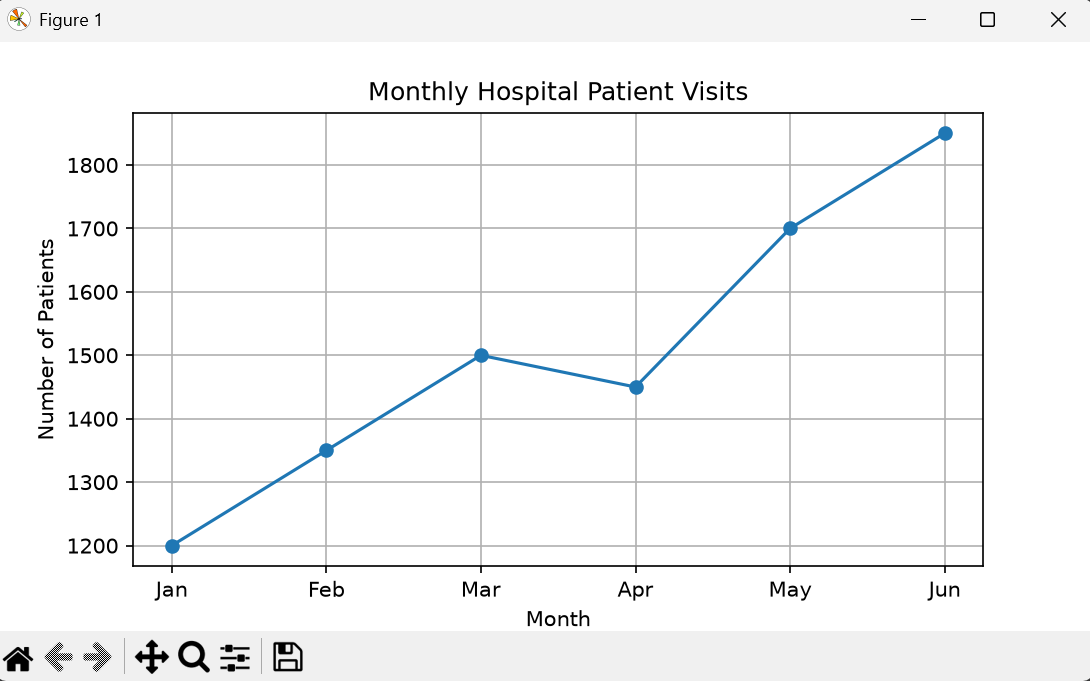 Figure 1
Monthly Hospital Patient Visits
Number of Patients
1800
1700
1600
1500
1400
1300
1200
Jan Feb Mar Apr May Jun
Month